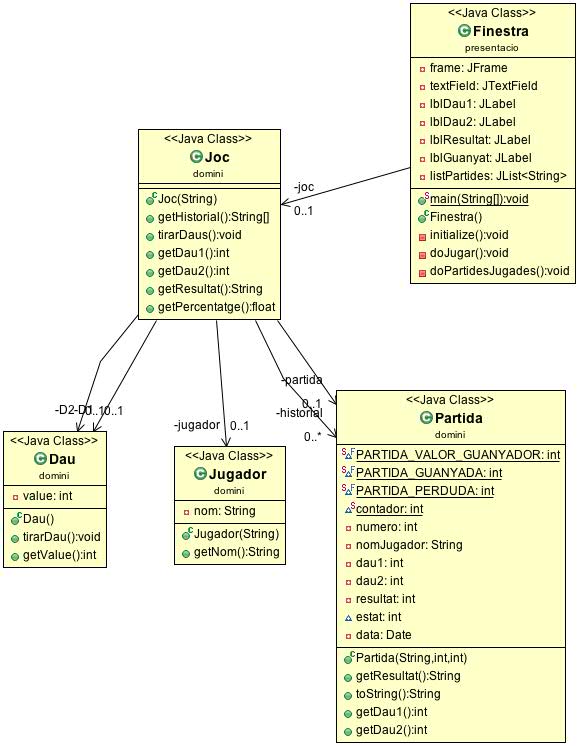 <<Java Class>>
Finestra
presentacio
frame: JFrame
textField: JTextField
lblDau1: JLabel
lblDau2: JLabel
lblResultat: JLabel
lblGuanyat: JLabel
listPartides: JList<String>
main(String[]):void
Finestra()
initialize():void
doJugar():void
doPartidesJugades():void
<<Java Class>>
Joc
domini
Joc(String)
getHistorial():String[]
tirarDaus():void
getDau1():int
getDau2():int
getResultat():String
getPercentatge():float
-joc
0..1
-D2
-D1
0..1
0..1
-jugador
0..1
-partida
0..1
-historial
0..*
<<Java Class>>
Dau
domini
value: int
Dau()
tirarDau():void
getValue():int
<<Java Class>>
Jugador
domini
nom: String
Jugador(String)
getNom():String
<<Java Class>>
Partida
domini
PARTIDA_VALOR_GUANYADOR: int
PARTIDA_GUANYADA: int
PARTIDA_PERDUDA: int
contador: int
numero: int
nomJugador: String
dau1: int
dau2: int
resultat: int
estat: int
data: Date
Partida(String,int,int)
getResultat():String
toString():String
getDau1():int
getDau2():int